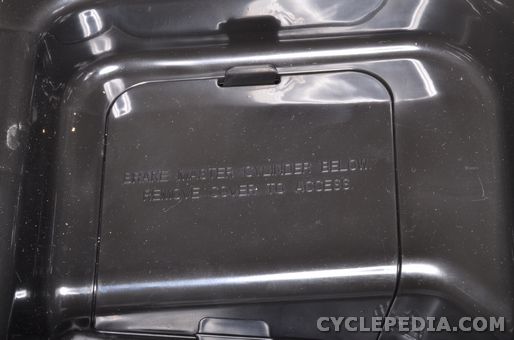 BRAKE MASTER CYLINDER BELOW
REMOVE COVER TO ACCESS
CYCLEPEDIA.COM®